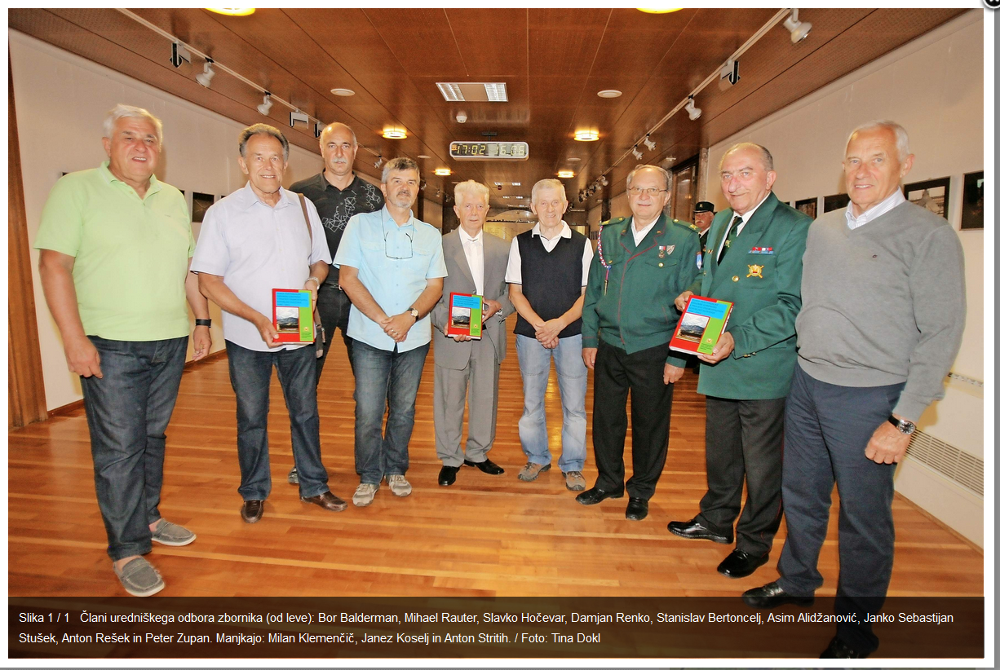 17:02 16.09
Slika 1 / 1 Člani uredniškega odbora zbornika (od leve): Bor Balderman, Mihael Rauter, Slavko Hočevar, Damjan Renko, Stanislav Bertoncelj, Asim Alidžanović, Janko Sebastijan
Stušek, Anton Rešek in Peter Zupan. Manjkajo: Milan Klemenčič, Janez Koselj in Anton Stritih. / Foto: Tina Dokl